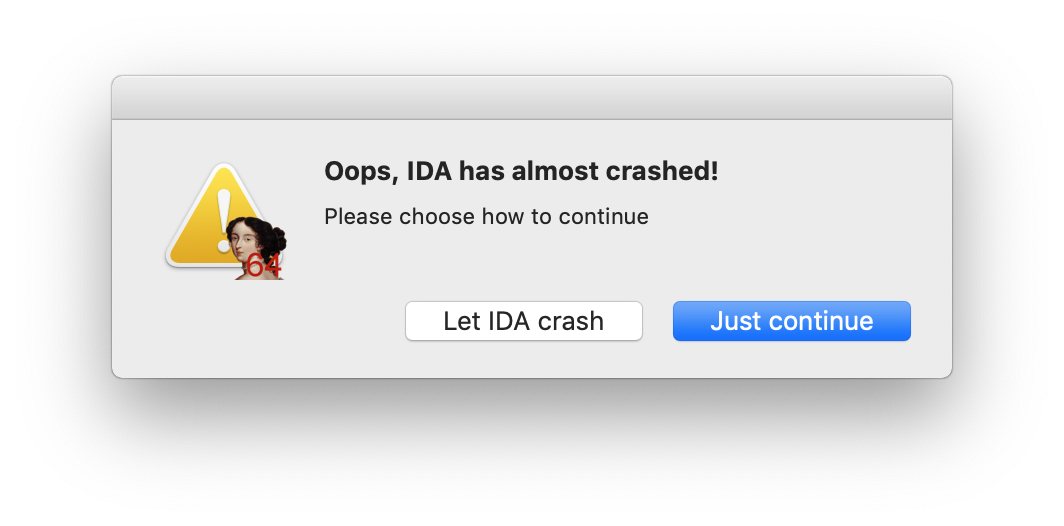 Oops, IDA has almost crashed!
Please choose how to continue
64
Let IDA crash
Just continue